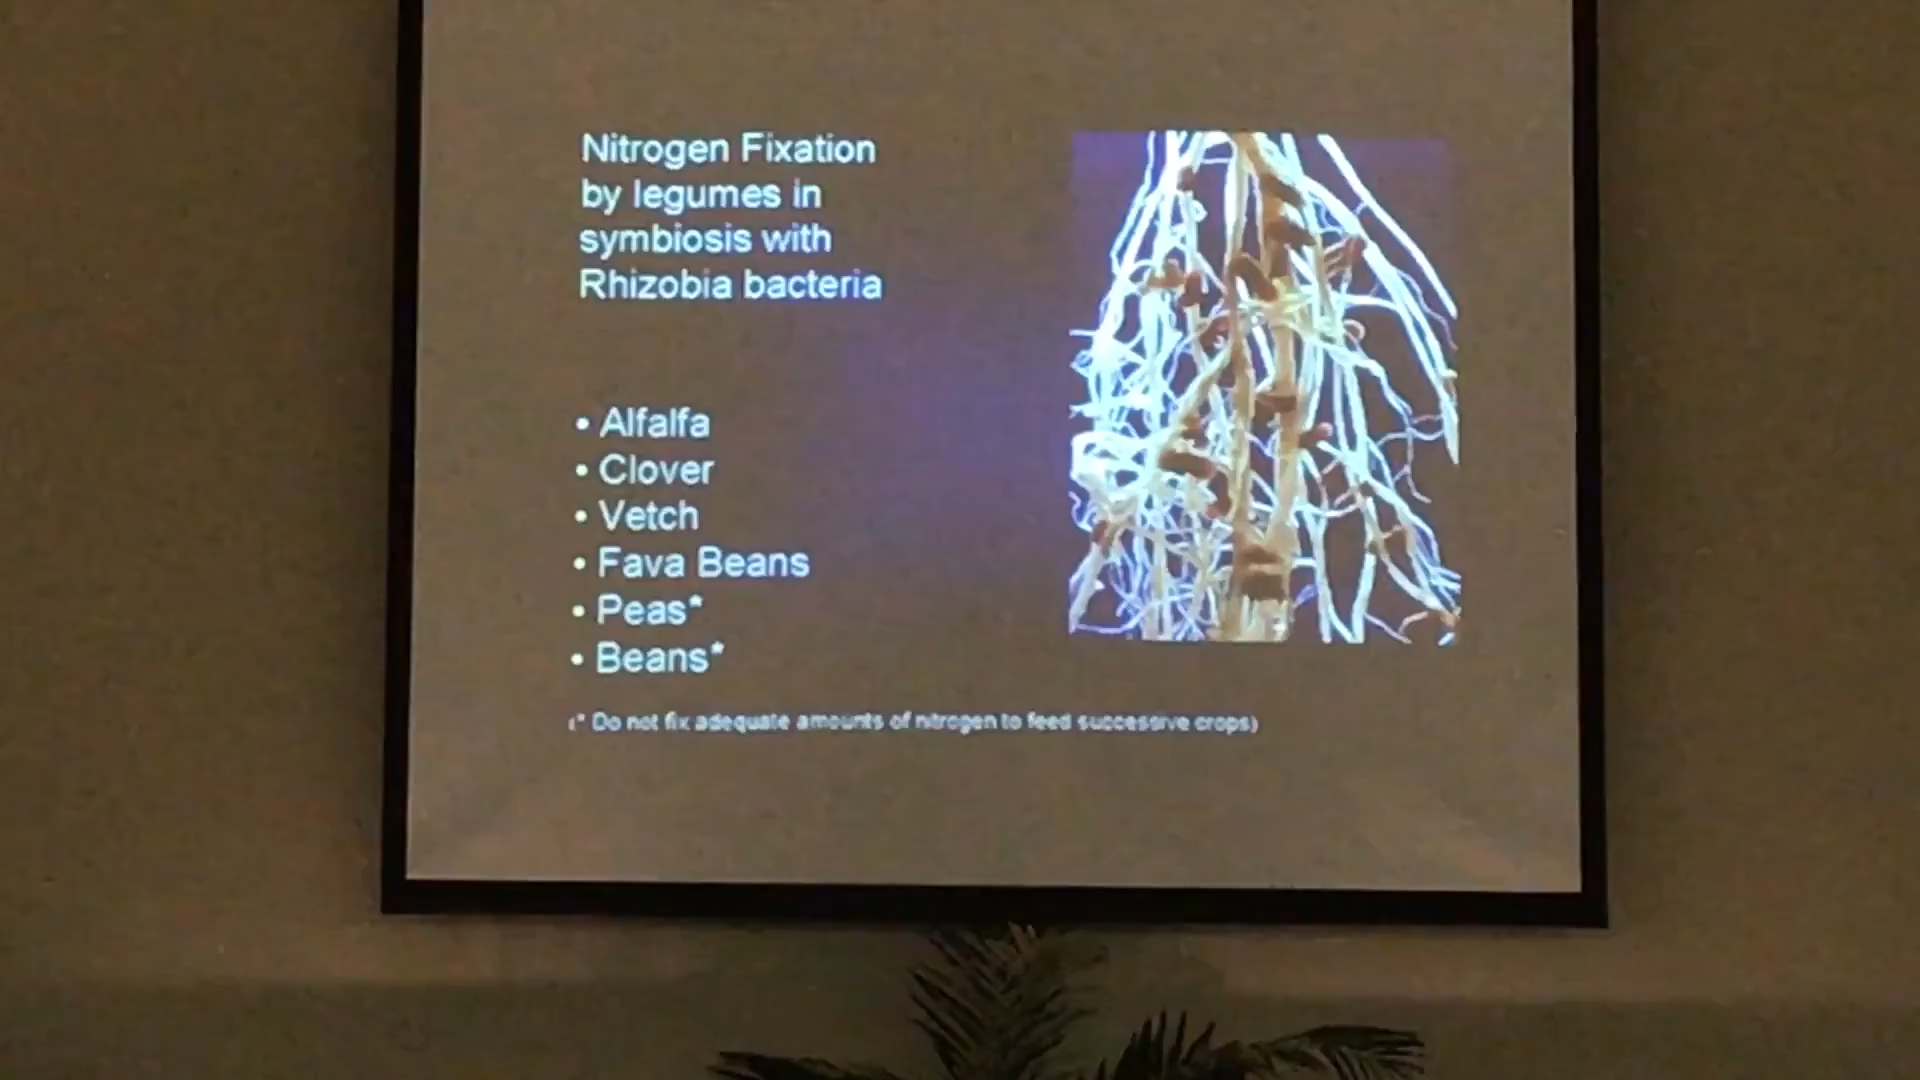 Nitrogen Fixation
by legumes in
symbiosis with
Rhizobia bacteria
• Alfalfa
• Clover
• Vetch
• Fava Beans
• Peas*
• Beans*
(* Do not fix adequate amounts of nitrogen to feed successive crops)